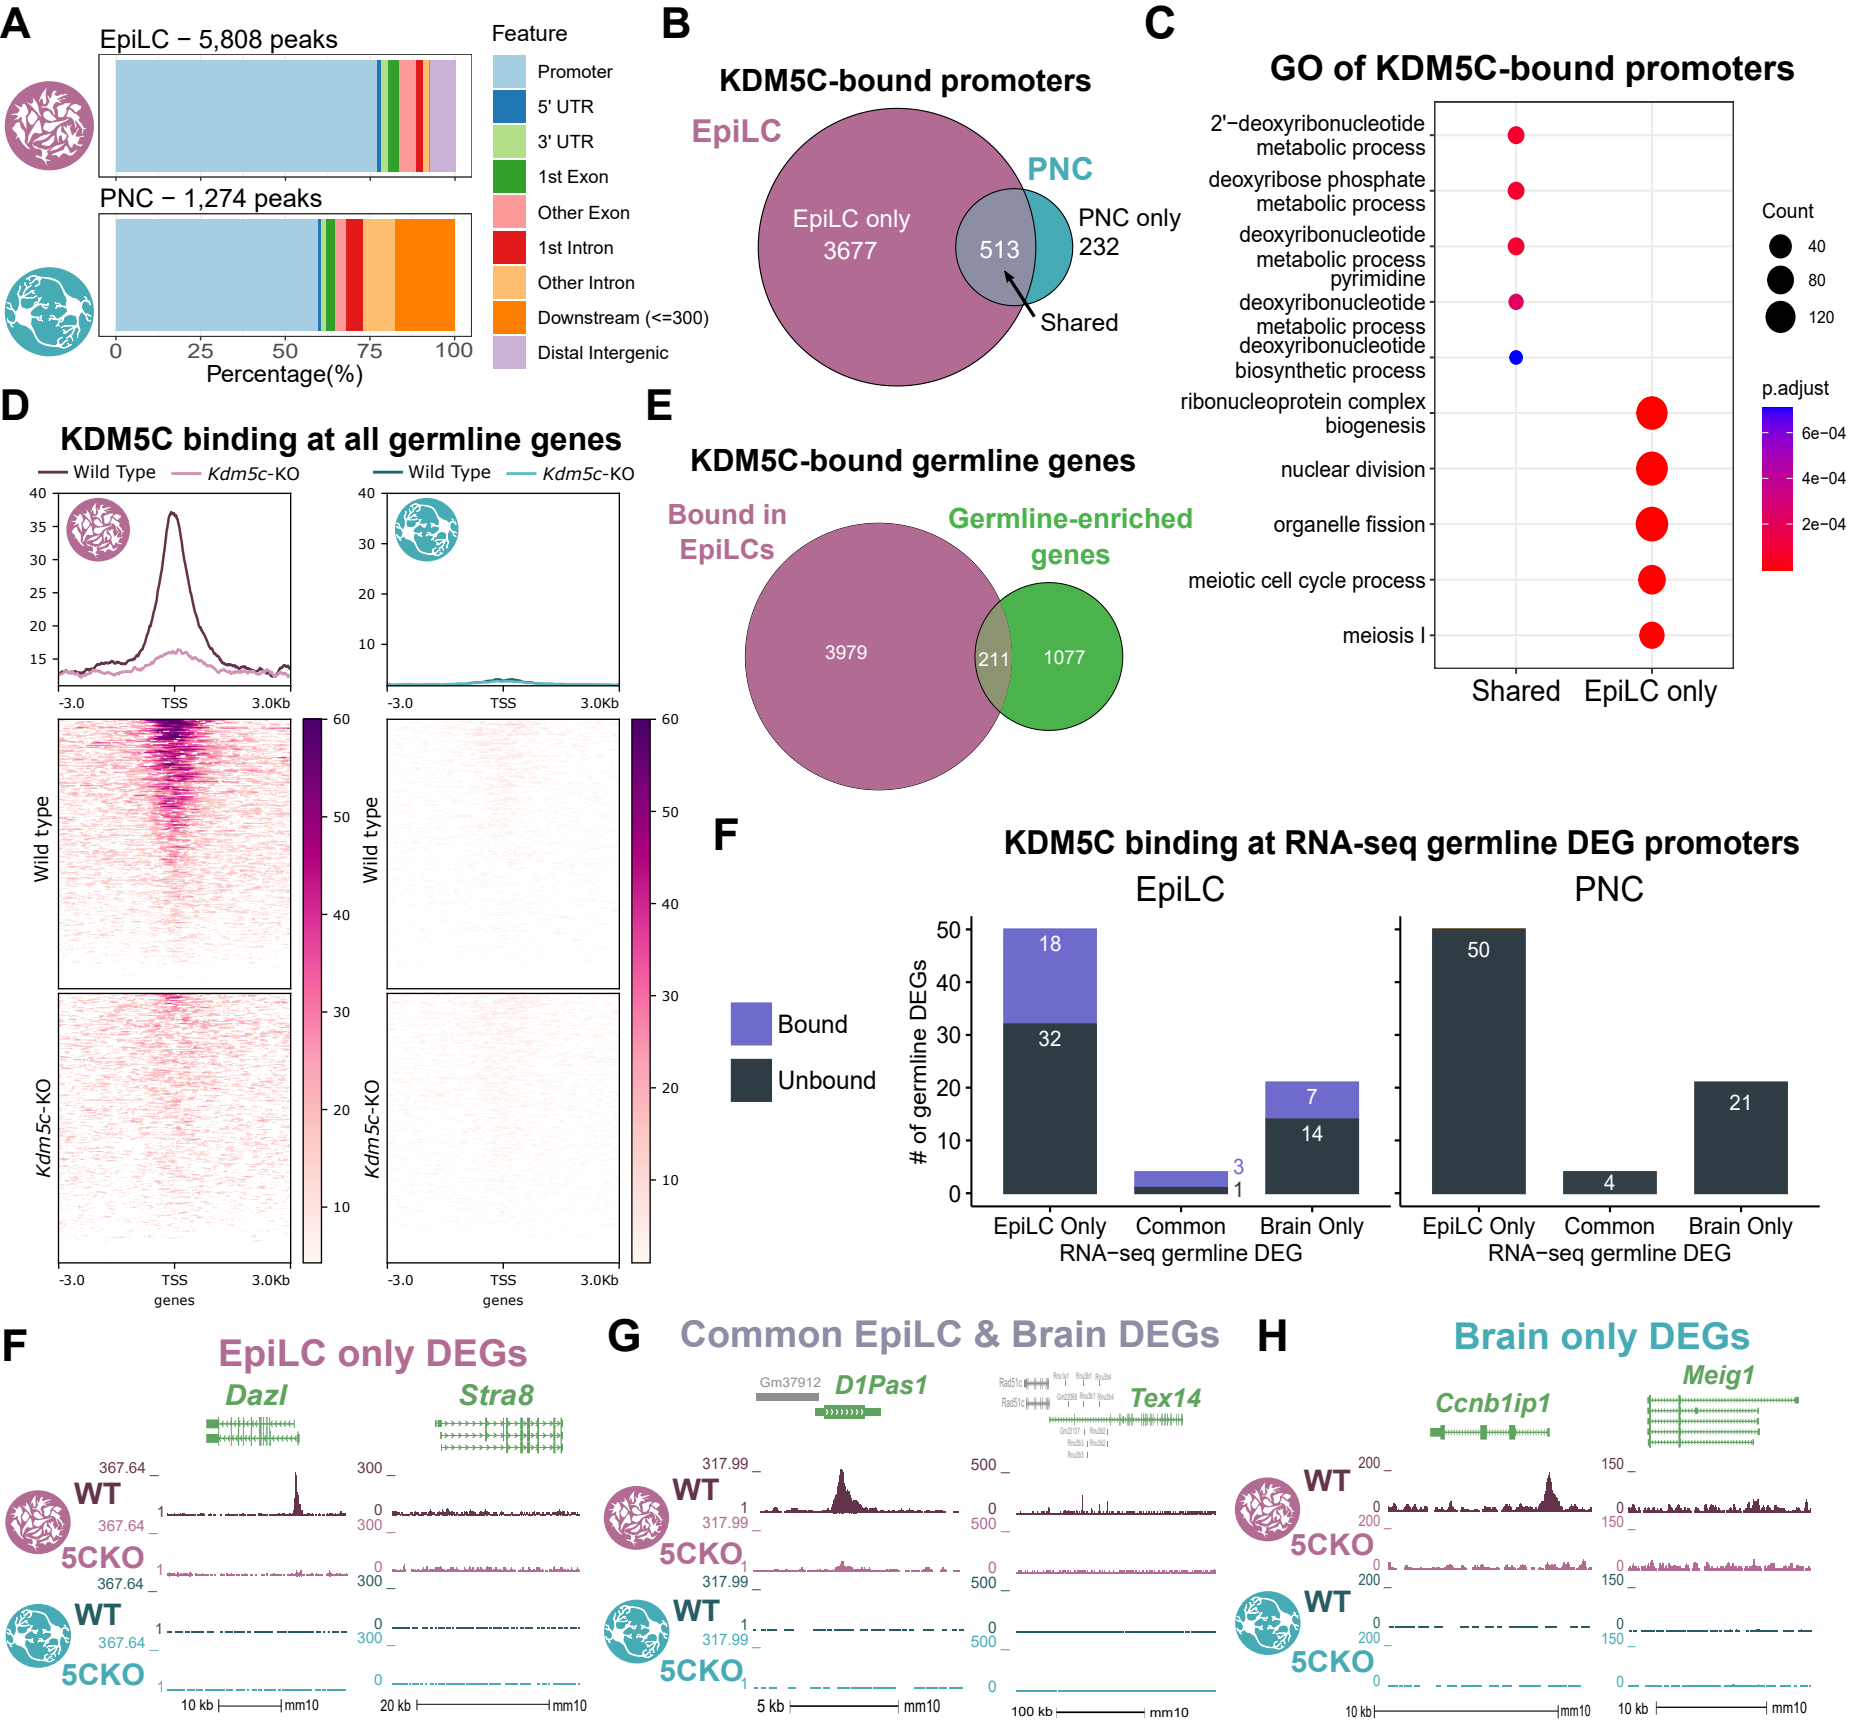 A
EpiLC − 5,808 peaks
PNC − 1,274 peaks
0 25 50 75 100
Percentage(%)
Feature
Promoter
5' UTR
3' UTR
1st Exon
Other Exon
1st Intron
Other Intron
Downstream (<=300)
Distal Intergenic
B
KDM5C-bound promoters
EpiLC
PNC
EpiLC only
3677
513
PNC only
232
Shared
C
GO of KDM5C-bound promoters
2'−deoxyribonucleotide
metabolic process
deoxyribose phosphate
metabolic process
deoxyribonucleotide
metabolic process
pyrimidine
deoxyribonucleotide
metabolic process
deoxyribonucleotide
biosynthetic process
ribonucleoprotein complex
biogenesis
nuclear division
organelle fission
meiotic cell cycle process
meiosis I
Shared EpiLC only
Count
40
80
120
p.adjust
6e−04
4e−04
2e−04
D
KDM5C binding at all germline genes
Wild Type Kdm5c-KO
Wild Type Kdm5c-KO
40
35
30
25
20
15
-3.0 TSS 3.0Kb
40
30
20
10
-3.0 TSS 3.0Kb
Wild type
Kdm5c-KO
60
50
40
30
20
10
-3.0 TSS 3.0Kb
genes
Wild type
Kdm5c-KO
60
50
40
30
20
10
-3.0 TSS 3.0Kb
genes
E
KDM5C-bound germline genes
Bound in
EpiLCs
Germline-enriched
genes
3979
211
1077
F
KDM5C binding at RNA-seq germline DEG promoters
EpiLC
PNC
Bound
Unbound
# of germline DEGs
50
40
30
20
10
0
18
32
3
1
7
14
50
4
21
EpiLC Only Common Brain Only
RNA−seq germline DEG
EpiLC Only Common Brain Only
RNA−seq germline DEG
F
EpiLC only DEGs
Dazl
Stra8
WT
5CKO
WT
5CKO
367.64
1
367.64
1
367.64
1
367.64
1
10 kb mm10
300
0
300
0
300
0
300
0
20 kb mm10
G
Common EpiLC & Brain DEGs
Gm37912
D1Pas1
Rad51c
Rad51c
Tex14
WT
5CKO
WT
5CKO
317.99
1
317.99
1
317.99
1
317.99
1
5 kb mm10
500
0
500
0
500
0
500
0
100 kb mm10
H
Brain only DEGs
Ccnb1ip1
Meig1
WT
5CKO
WT
5CKO
200
0
200
0
200
0
200
0
10 kb mm10
150
0
150
0
150
0
150
0
10 kb mm10